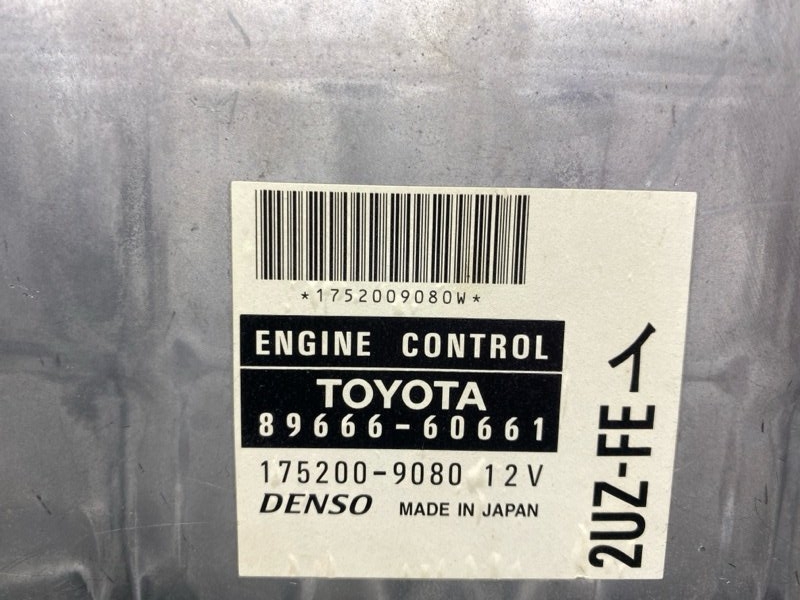 *1752009080W*
ENGINE CONTROL
TOYOTA
89666-60661
175200-9080 12V
DENSO MADE IN JAPAN
2UZ-FE イ